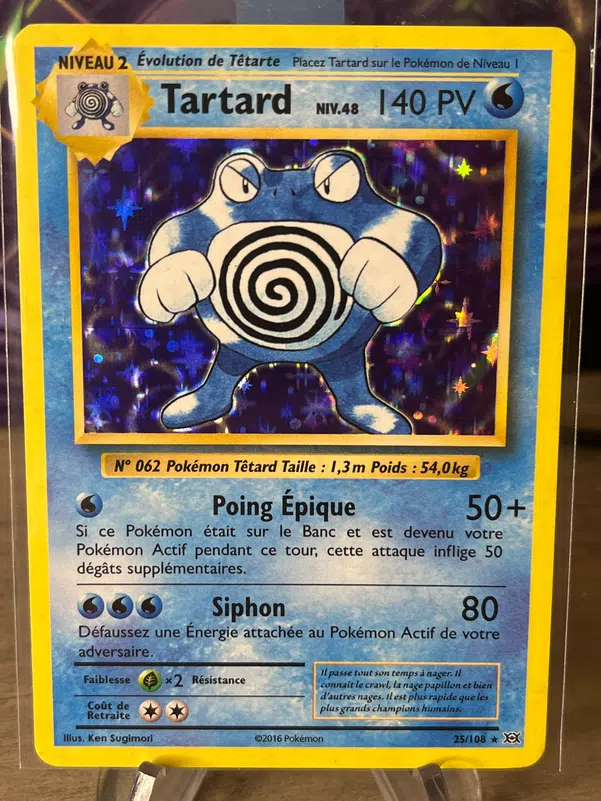 NIVEAU 2 Évolution de Têtarte Placez Tartard sur le Pokémon de Niveau 1
Tartard NIV.48 140 PV
N° 062 Pokémon Têtard Taille : 1,3m Poids : 54,0kg
Poing Épique 50+
Si ce Pokémon était sur le Banc et est devenu votre
Pokémon Actif pendant ce tour, cette attaque inflige 50
dégâts supplémentaires.
Siphon 80
Défaussez une Énergie attachée au Pokémon Actif de votre
adversaire.
Faiblesse ×2 Résistance
Coût de
Retraite
Il passe tout son temps à nager. Il
connaît le crawl, la nage papillon et bien
d'autres nages. Il est plus rapide que les
plus grands champions humains.
Illus. Ken Sugimori ©2016 Pokémon 25/108 ★